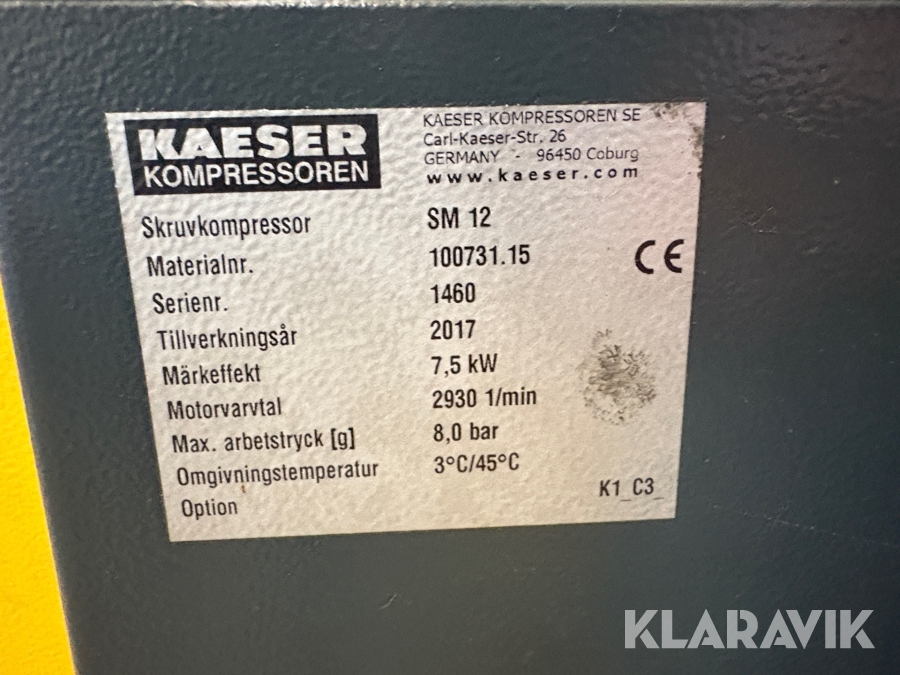 KAESER
KOMPRESSOREN
KAESER KOMPRESSOREN SE
Carl-Kaeser-Str. 26
GERMANY - 96450 Coburg
www.kaeser.com
Skruvkompressor SM 12
Materialnr. 100731.15
CE
Serienr. 1460
Tillverkningsår 2017
Märkeffekt 7,5 kW
Motorvarvtal 2930 1/min
Max. arbetstryck [g] 8,0 bar
Omgivningstemperatur 3°C/45°C
Option K1_C3_
KLARAVIK